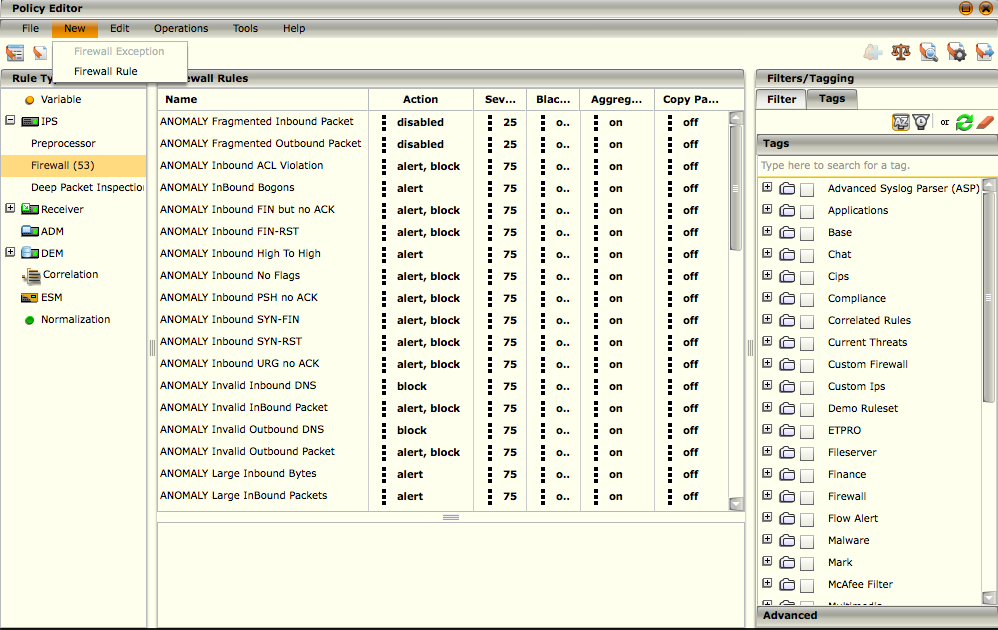 Policy Editor
File New Edit Operations Tools Help
Firewall Exception
Firewall Rule
Rule Ty
ewall Rules
Filters/Tagging
Variable
IPS
Preprocessor
Firewall (53)
Deep Packet Inspectio
Receiver
ADM
DEM
Correlation
ESM
Normalization
Name Action Sev... Blac... Aggreg... Copy Pa...
ANOMALY Fragmented Inbound Packet disabled 25 o.. on off
ANOMALY Fragmented Outbound Packet disabled 25 o.. on off
ANOMALY Inbound ACL Violation alert, block 75 o.. on off
ANOMALY InBound Bogons alert 75 o.. on off
ANOMALY Inbound FIN but no ACK alert, block 75 o.. on off
ANOMALY Inbound FIN-RST alert, block 75 o.. on off
ANOMALY Inbound High To High alert 75 o.. on off
ANOMALY Inbound No Flags alert, block 75 o.. on off
ANOMALY Inbound PSH no ACK alert, block 75 o.. on off
ANOMALY Inbound SYN-FIN alert, block 75 o.. on off
ANOMALY Inbound SYN-RST alert, block 75 o.. on off
ANOMALY Inbound URG no ACK alert, block 75 o.. on off
ANOMALY Invalid Inbound DNS block 75 o.. on off
ANOMALY Invalid InBound Packet alert, block 75 o.. on off
ANOMALY Invalid Outbound DNS block 75 o.. on off
ANOMALY Invalid Outbound Packet alert, block 75 o.. on off
ANOMALY Large Inbound Bytes alert 75 o.. on off
ANOMALY Large InBound Packets alert 75 o.. on off
Filter Tags
AZ or
Tags
Type here to search for a tag.
Advanced Syslog Parser (ASP)
Applications
Base
Chat
Cips
Compliance
Correlated Rules
Current Threats
Custom Firewall
Custom Ips
Demo Ruleset
ETPRO
Fileserver
Finance
Firewall
Flow Alert
Malware
Mark
McAfee Filter
Multimedia
Advanced